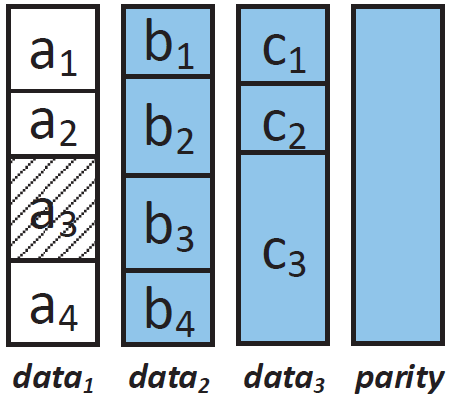 a₁ b₁ c₁
a₂ b₂ c₂
a₃ b₃ c₃
a₄ b₄
data₁ data₂ data₃ parity